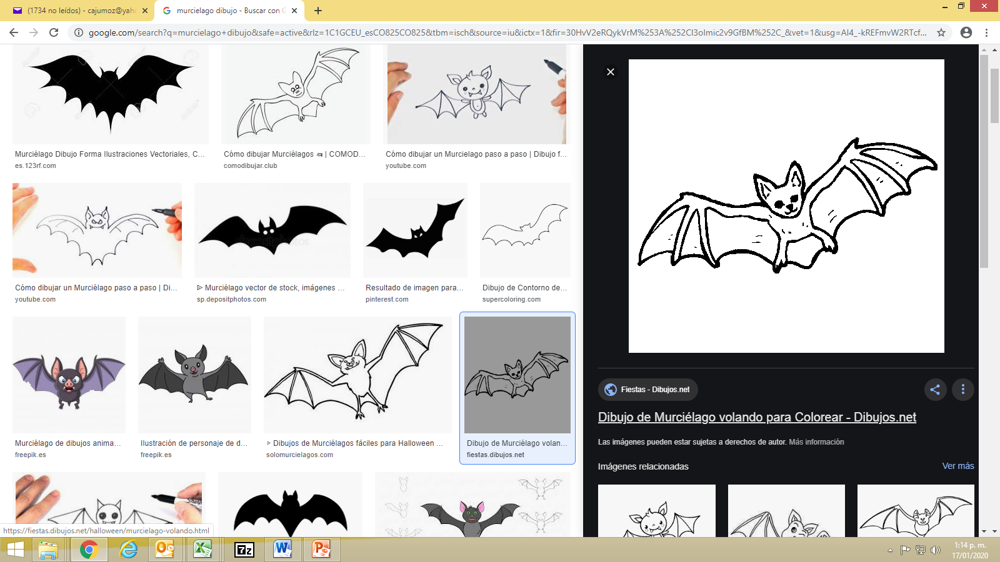 (1734 no leídos) - cajumoz@yaho
murcielago dibujo - Buscar con G
google.com/search?q=murcielago+dibujo&safe=active&rlz=1C1GCEU_esCO825CO825&tbm=isch&source=iu&ictx=1&fir=30HvV2eRQykVrM%253A%252CI3oImic2v9GfBM%252C_&vet=1&usg=AI4_-kREFmvW2RTcf...
Murciélago Dibujo Forma Ilustraciones Vectoriales, C...
es.123rf.com
Cómo dibujar Murciélagos | COMOD...
comodibujar.club
Cómo dibujar un Murcielago paso a paso | Dibujo f...
youtube.com
depositphotos
Cómo dibujar un Murciélago paso a paso | Di...
youtube.com
ᐉ Murciélago vector de stock, imágenes ...
sp.depositphotos.com
Resultado de imagen para...
pinterest.com
Dibujo de Contorno de...
supercoloring.com
Murciélago de dibujos anima...
freepik.es
Ilustración de personaje de d...
freepik.es
▷ Dibujos de Murciélagos fáciles para Halloween ...
solomurcielagos.com
Dibujo de Murciélago volan...
fiestas.dibujos.net
Sharpie
Fiestas - Dibujos.net
Dibujo de Murciélago volando para Colorear - Dibujos.net
Las imágenes pueden estar sujetas a derechos de autor. Más información
Imágenes relacionadas
Ver más
https://fiestas.dibujos.net/halloween/murcielago-volando.html
7z
1:14 p. m.
17/01/2020